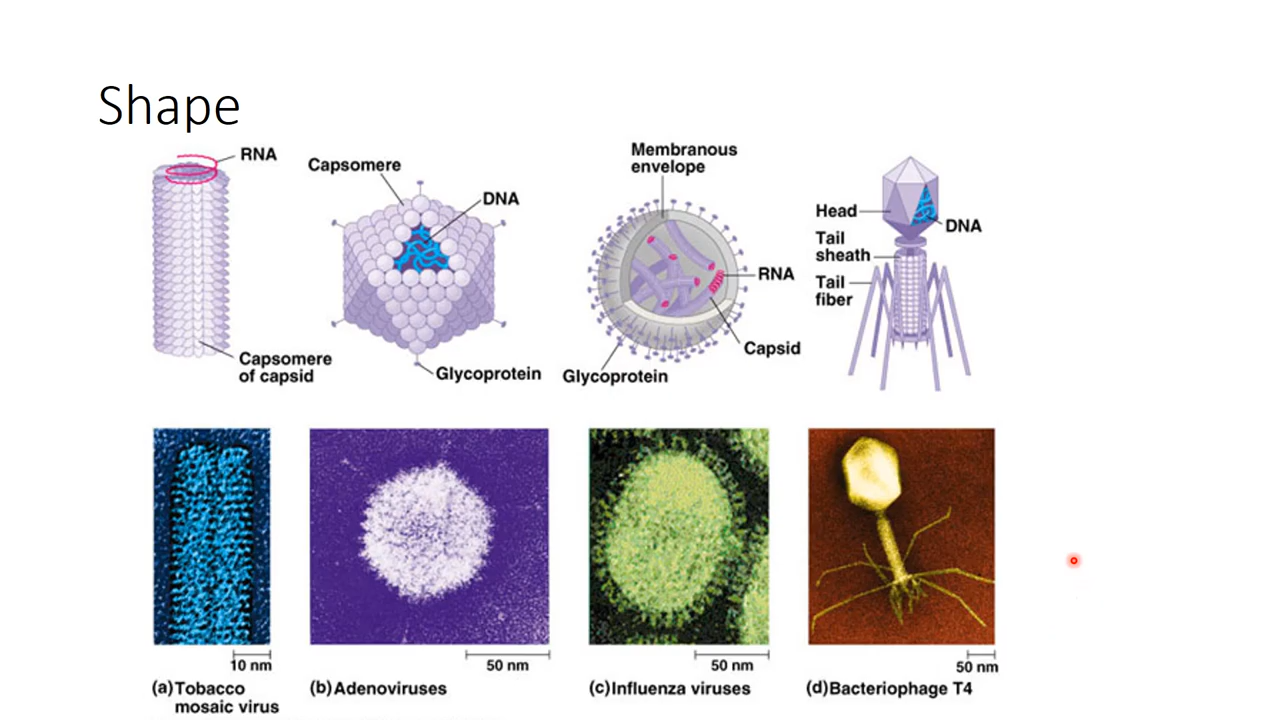 Shape
RNA
Capsomere
of capsid
Capsomere
DNA
Glycoprotein
Membranous
envelope
RNA
Capsid
Glycoprotein
Head
DNA
Tail
sheath
Tail
fiber
10 nm
50 nm
50 nm
50 nm
(a) Tobacco
mosaic virus
(b) Adenoviruses
(c) Influenza viruses
(d) Bacteriophage T4